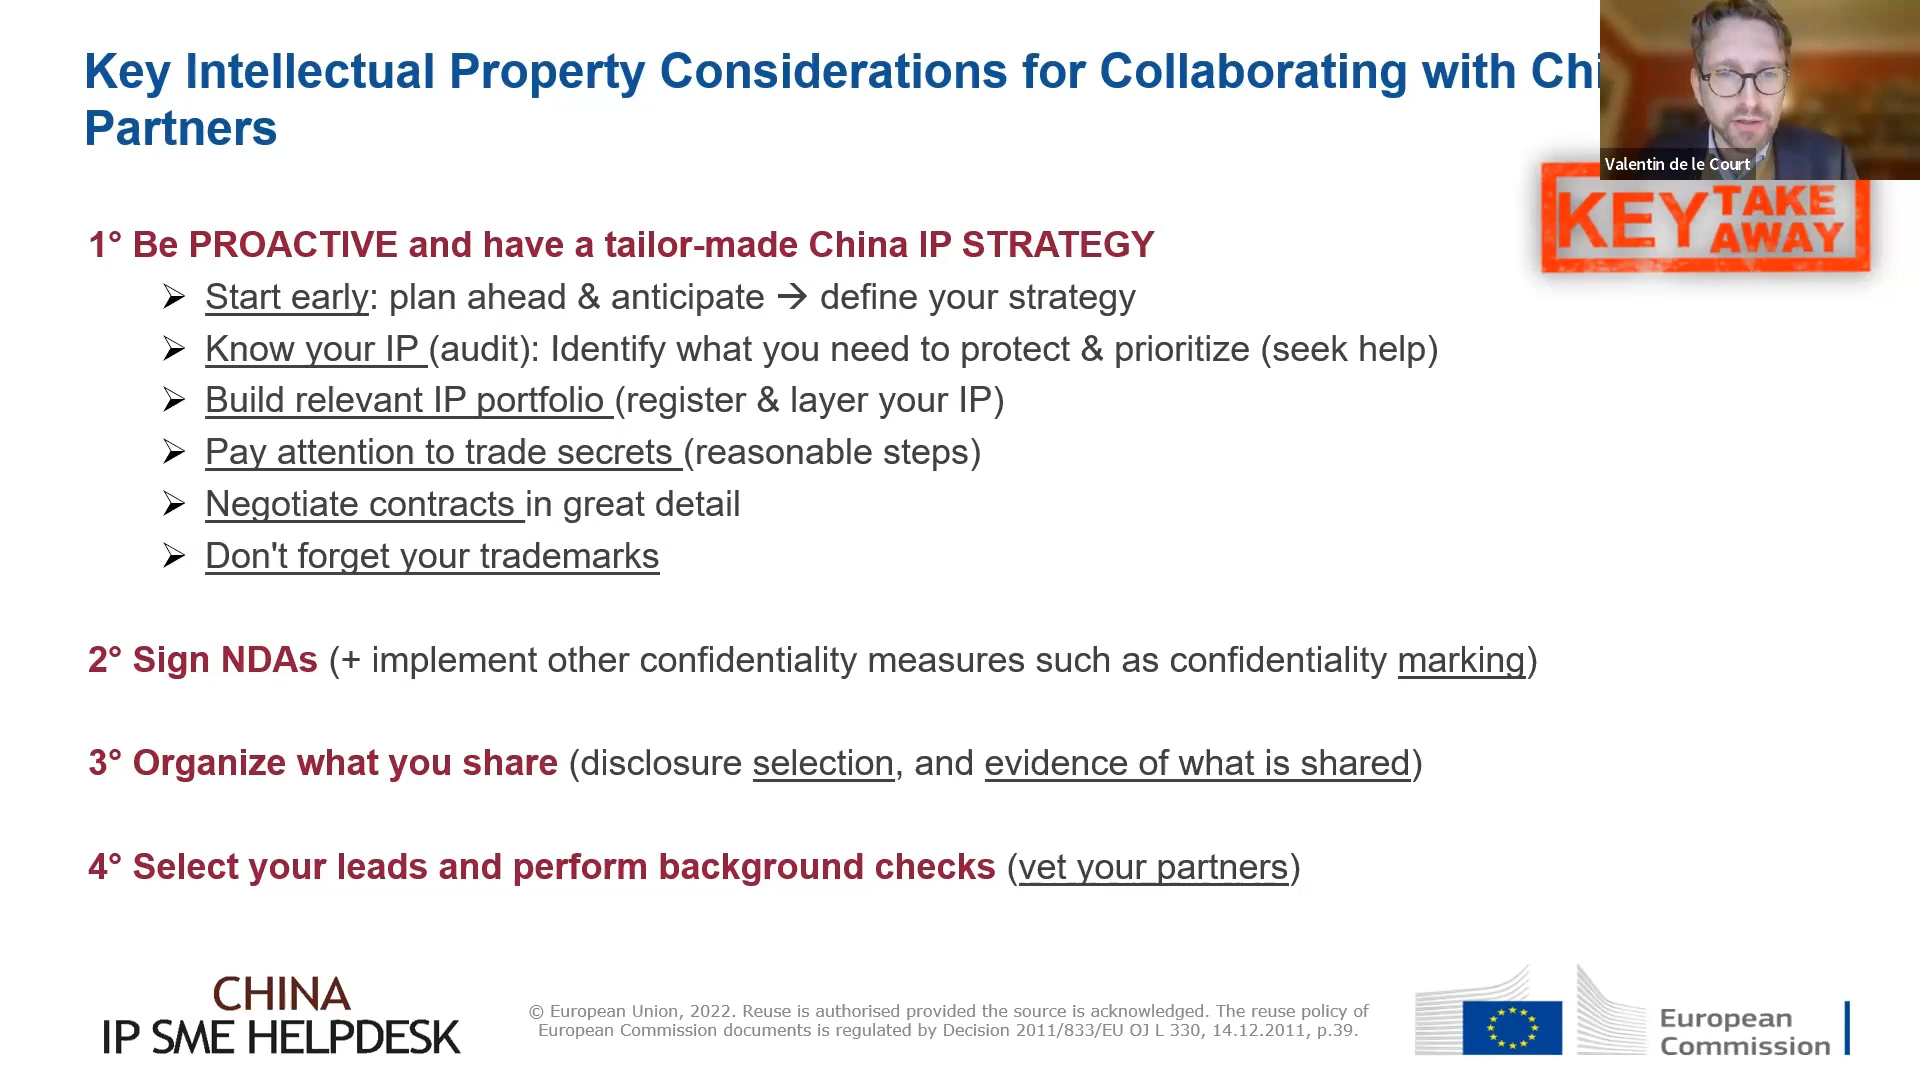 Key Intellectual Property Considerations for Collaborating with Chi
Partners
Valentin de le Court
KEY TAKE AWAY
1° Be PROACTIVE and have a tailor-made China IP STRATEGY
➢ Start early: plan ahead & anticipate → define your strategy
➢ Know your IP (audit): Identify what you need to protect & prioritize (seek help)
➢ Build relevant IP portfolio (register & layer your IP)
➢ Pay attention to trade secrets (reasonable steps)
➢ Negotiate contracts in great detail
➢ Don't forget your trademarks
2° Sign NDAs (+ implement other confidentiality measures such as confidentiality marking)
3° Organize what you share (disclosure selection, and evidence of what is shared)
4° Select your leads and perform background checks (vet your partners)
CHINA
IP SME HELPDESK
© European Union, 2022. Reuse is authorised provided the source is acknowledged. The reuse policy of
European Commission documents is regulated by Decision 2011/833/EU OJ L 330, 14.12.2011, p.39.
European
Commission